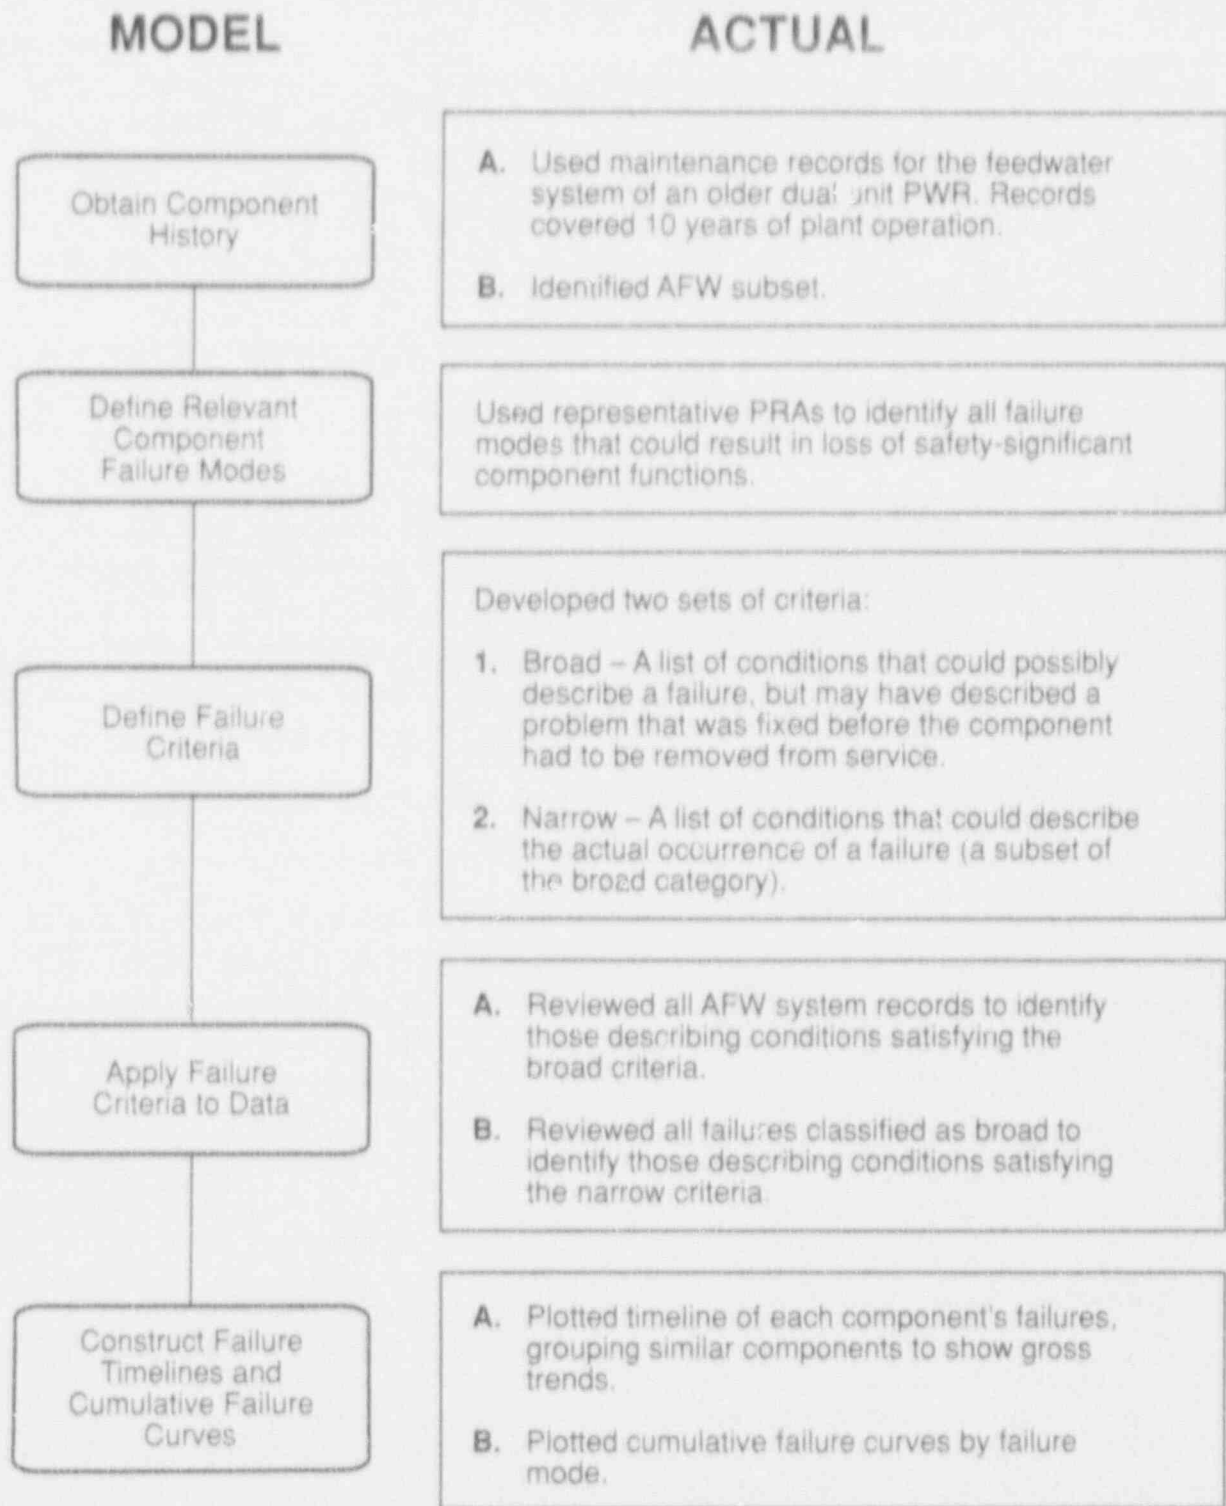 MODEL
ACTUAL
Obtain Component
History
A. Used maintenance records for the feedwater
system of an older dual unit PWR. Records
covered 10 years of plant operation.
B. Identified AFW subset.
Define Relevant
Component
Failure Modes
Used representative PRAs to identify all failure
modes that could result in loss of safety-significant
component functions.
Define Failure
Criteria
Developed two sets of criteria:
1. Broad – A list of conditions that could possibly
describe a failure, but may have described a
problem that was fixed before the component
had to be removed from service.
2. Narrow – A list of conditions that could describe
the actual occurrence of a failure (a subset of
the broad category).
Apply Failure
Criteria to Data
A. Reviewed all AFW system records to identify
those describing conditions satisfying the
broad criteria.
B. Reviewed all failures classified as broad to
identify those describing conditions satisfying
the narrow criteria.
Construct Failure
Timelines and
Cumulative Failure
Curves
A. Plotted timeline of each component's failures,
grouping similar components to show gross
trends.
B. Plotted cumulative failure curves by failure
mode.